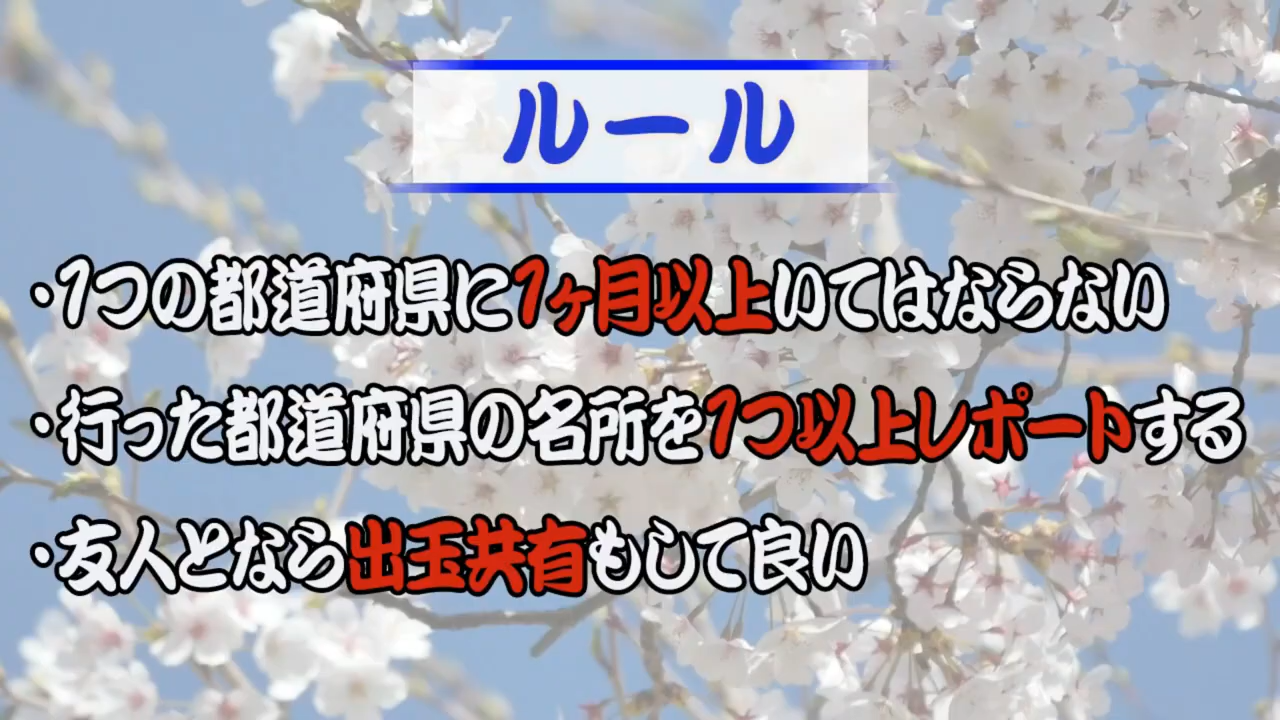 ルール
・1つの都道府県に1ヶ月以上いてはならない
・行った都道府県の名所を1つ以上レポートする
・友人となら出玉共有もして良い